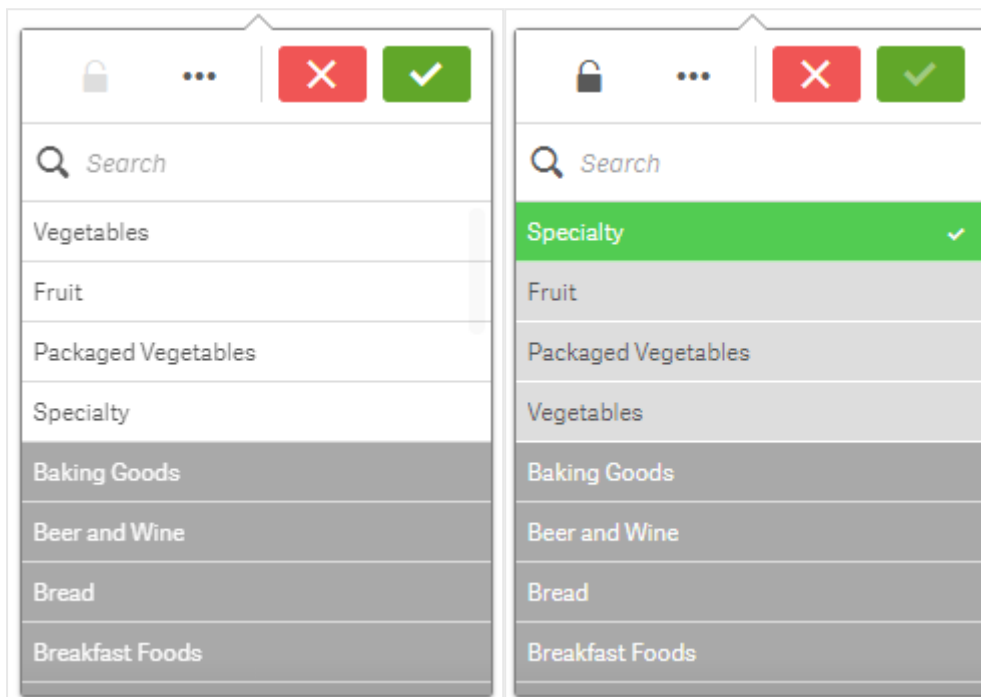 Search
Vegetables
Fruit
Packaged Vegetables
Specialty
Baking Goods
Beer and Wine
Bread
Breakfast Foods
Search
Specialty
Fruit
Packaged Vegetables
Vegetables
Baking Goods
Beer and Wine
Bread
Breakfast Foods